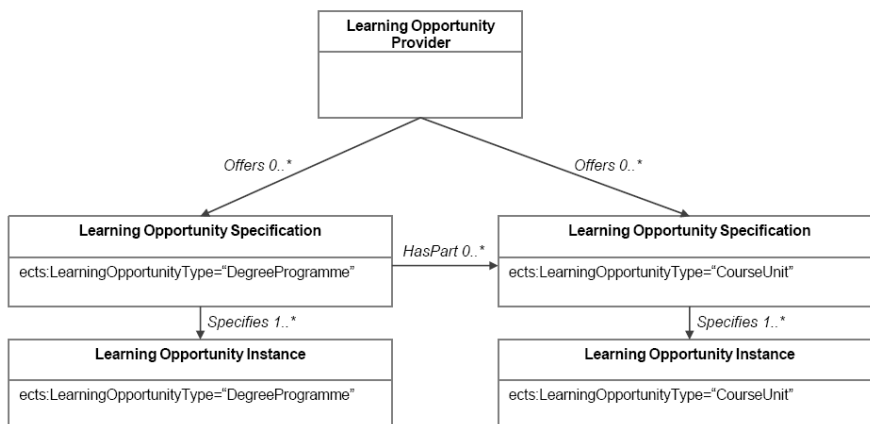 Learning Opportunity
Provider
Offers 0..*
Offers 0..*
Learning Opportunity Specification
ects:LearningOpportunityType=“DegreeProgramme”
HasPart 0..*
Learning Opportunity Specification
ects:LearningOpportunityType=“CourseUnit”
Specifies 1..*
Specifies 1..*
Learning Opportunity Instance
ects:LearningOpportunityType=“DegreeProgramme”
Learning Opportunity Instance
ects:LearningOpportunityType=“CourseUnit”